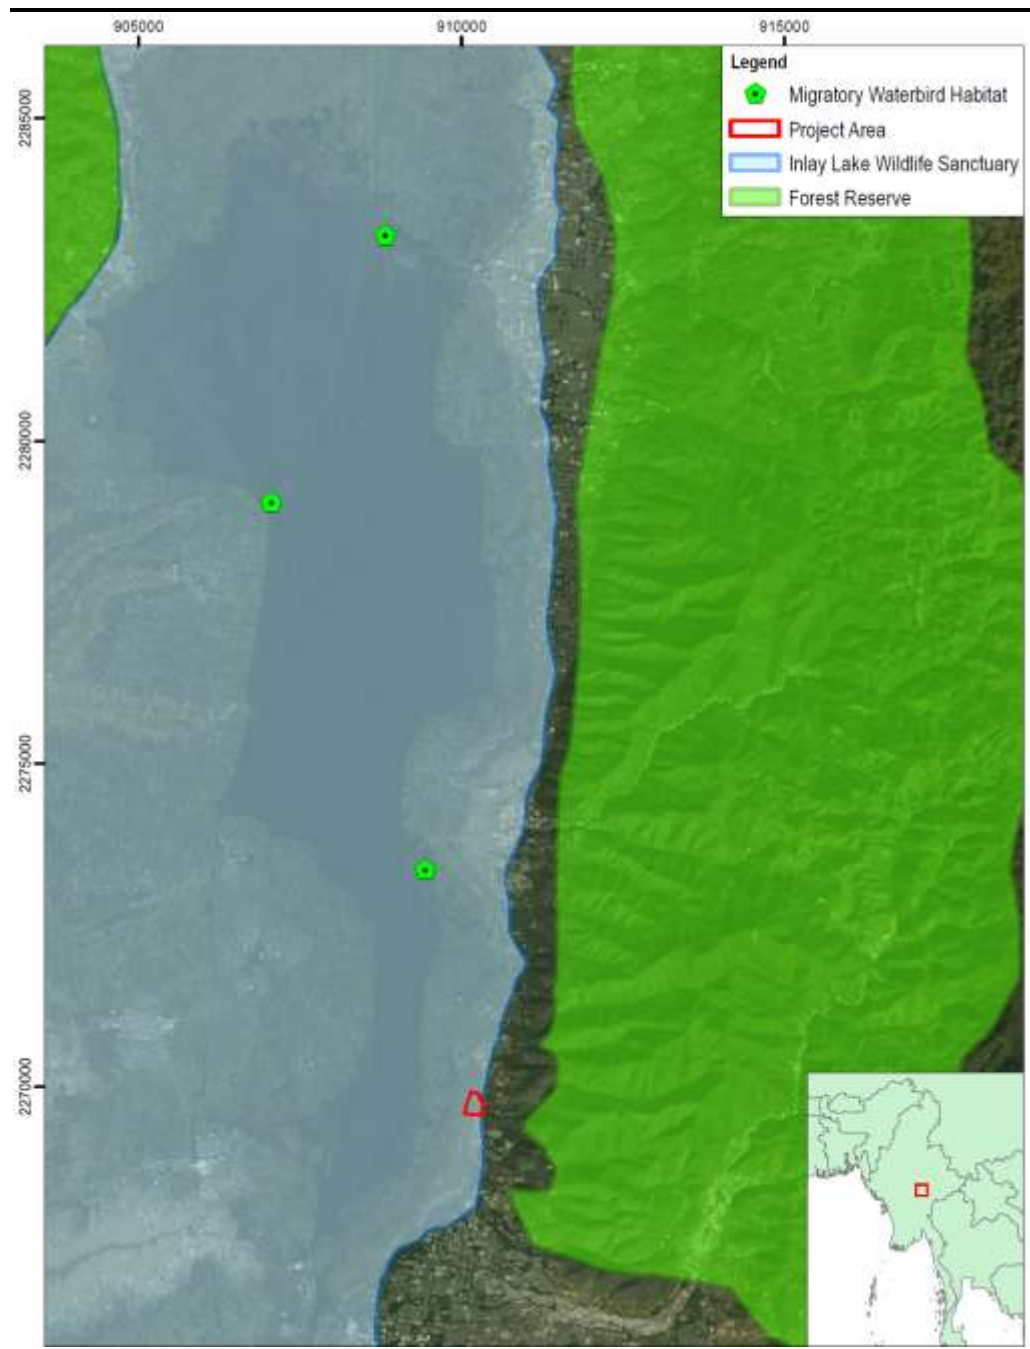 905000
910000
915000
Legend
Migratory Waterbird Habitat
Project Area
Inlay Lake Wildlife Sanctuary
Forest Reserve
2285000
2280000
2275000
2270000